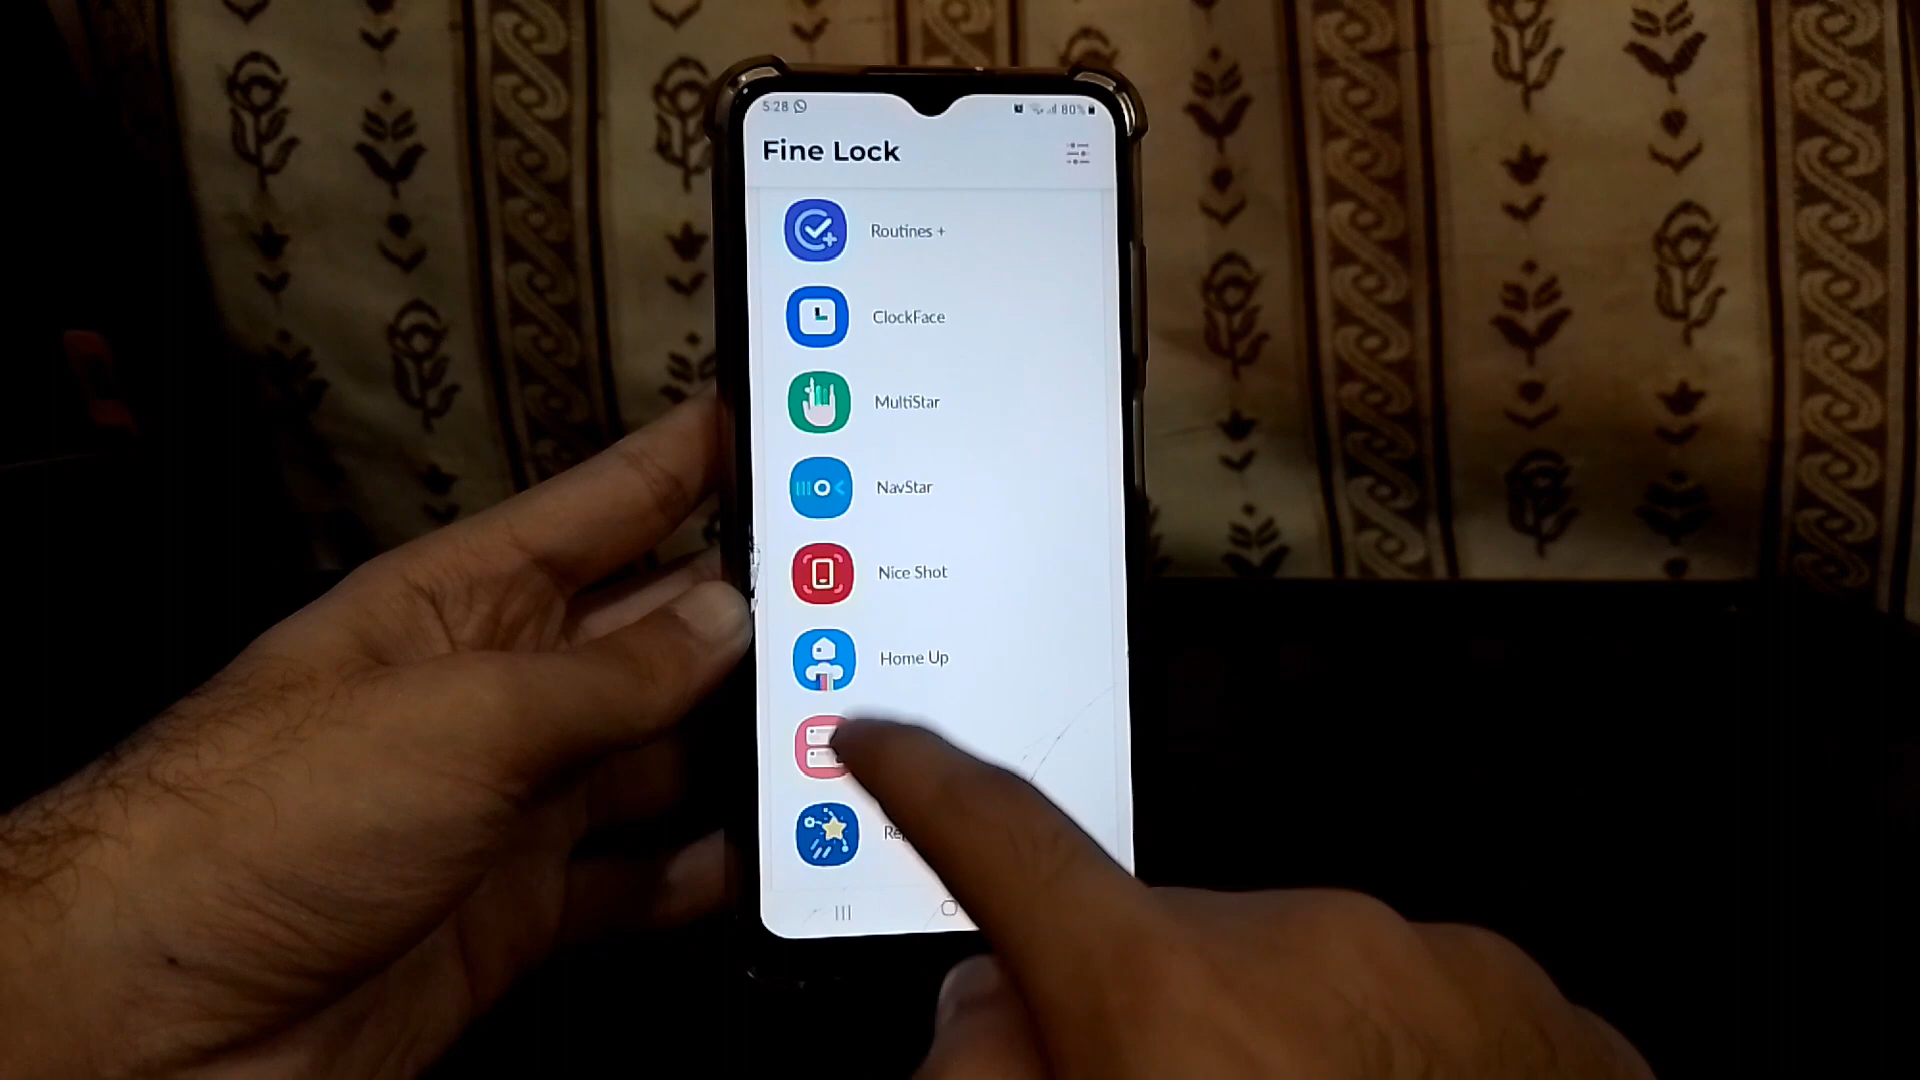 5:28
80%
Fine Lock
Routines +
ClockFace
MultiStar
NavStar
Nice Shot
Home Up